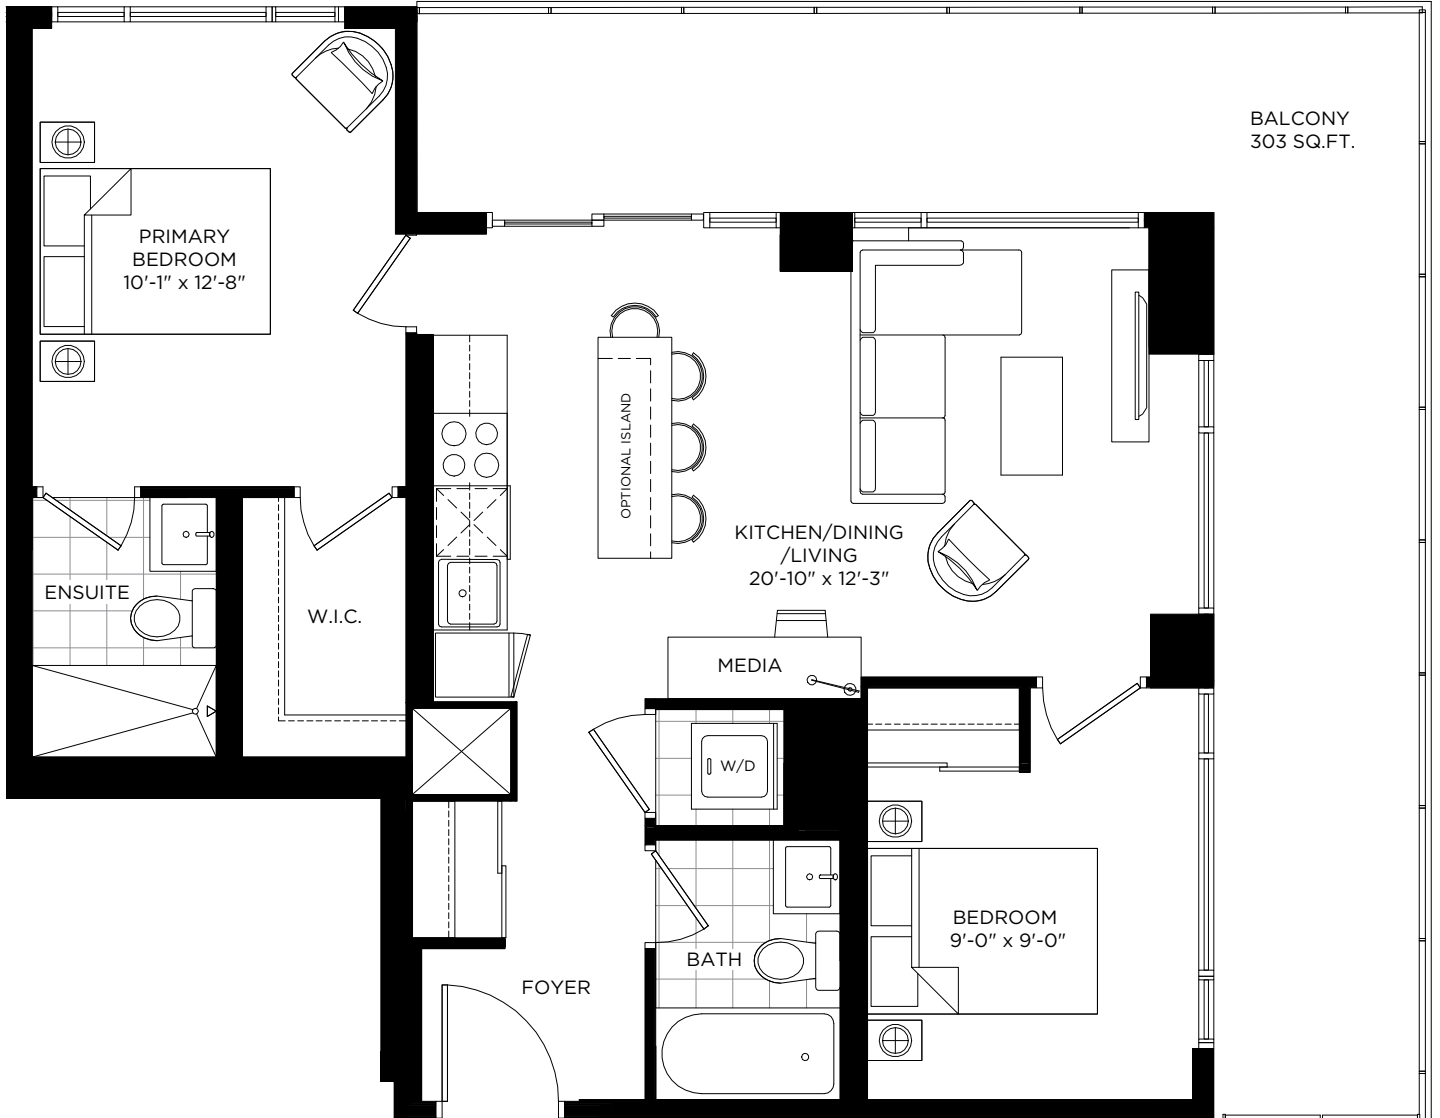 BALCONY
303 SQ.FT.
PRIMARY
BEDROOM
10'-1" x 12'-8"
OPTIONAL ISLAND
KITCHEN/DINING
/LIVING
20'-10" x 12'-3"
ENSUITE
W.I.C.
MEDIA
W/D
BEDROOM
9'-0" x 9'-0"
BATH
FOYER